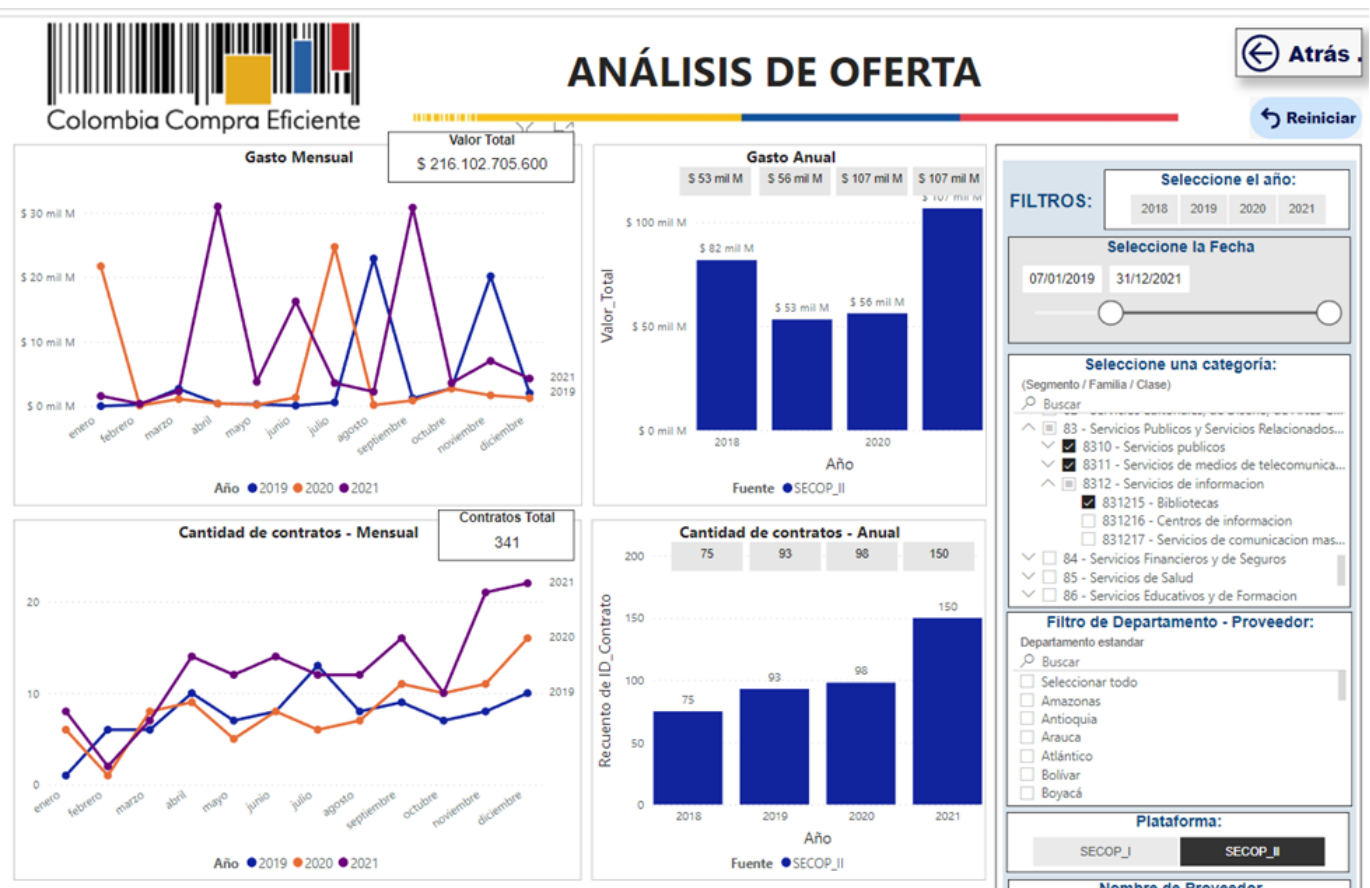 Colombia Compra Eficiente
ANÁLISIS DE OFERTA
Atrás .
Reiniciar
Gasto Mensual
Valor Total
$ 216.102.705.600
$ 30 mil M
$ 20 mil M
$ 10 mil M
$ 0 mil M
2021
2019
enero febrero marzo abril mayo junio julio agosto septiembre octubre noviembre diciembre
Año 2019 2020 2021
Gasto Anual
$ 53 mil M $ 56 mil M $ 107 mil M $ 107 mil M
$ 107 mil M
$ 100 mil M
$ 82 mil M
$ 53 mil M
$ 56 mil M
$ 50 mil M
$ 0 mil M
Valor_Total
2018 2020
Año
Fuente SECOP_II
Cantidad de contratos - Mensual
Contratos Total
341
20
10
0
2021
2020
2019
enero febrero marzo abril mayo junio julio agosto septiembre octubre noviembre diciembre
Año 2019 2020 2021
Cantidad de contratos - Anual
75 93 98 150
200
150
100
50
0
150
98
93
75
Recuento de ID_Contrato
2018 2019 2020 2021
Año
Fuente SECOP_II
FILTROS:
Seleccione el año:
2018 2019 2020 2021
Seleccione la Fecha
07/01/2019 31/12/2021
Seleccione una categoría:
(Segmento / Familia / Clase)
Buscar
83 - Servicios Publicos y Servicios Relacionados...
8310 - Servicios publicos
8311 - Servicios de medios de telecomunica...
8312 - Servicios de informacion
831215 - Bibliotecas
831216 - Centros de informacion
831217 - Servicios de comunicacion mas...
84 - Servicios Financieros y de Seguros
85 - Servicios de Salud
86 - Servicios Educativos y de Formacion
Filtro de Departamento - Proveedor:
Departamento estandar
Buscar
Seleccionar todo
Amazonas
Antioquia
Arauca
Atlántico
Bolívar
Boyacá
Plataforma:
SECOP_I SECOP_II
Nombre de Proveedor